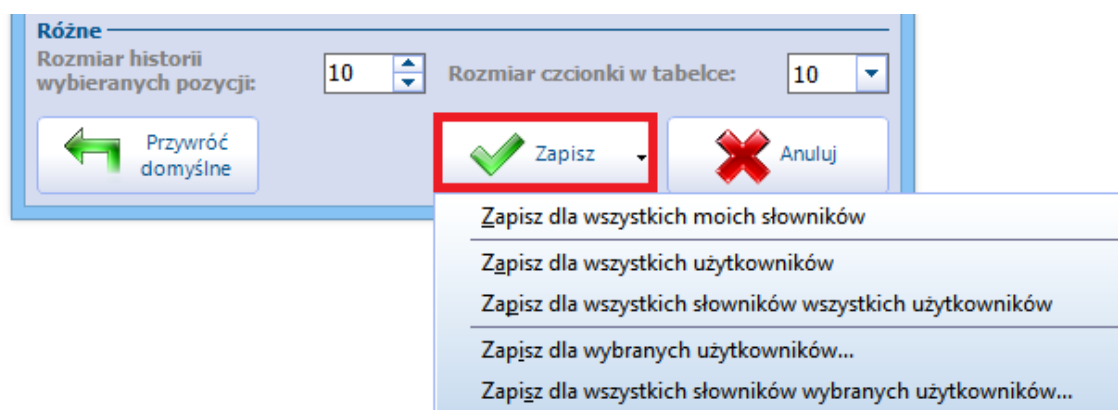 Różne
Rozmiar historii
wybieranych pozycji:
10
Rozmiar czcionki w tabelce:
10
Przywróć
domyślne
Zapisz
Anuluj
Zapisz dla wszystkich moich słowników
Zapisz dla wszystkich użytkowników
Zapisz dla wszystkich słowników wszystkich użytkowników
Zapisz dla wybranych użytkowników...
Zapisz dla wszystkich słowników wybranych użytkowników...